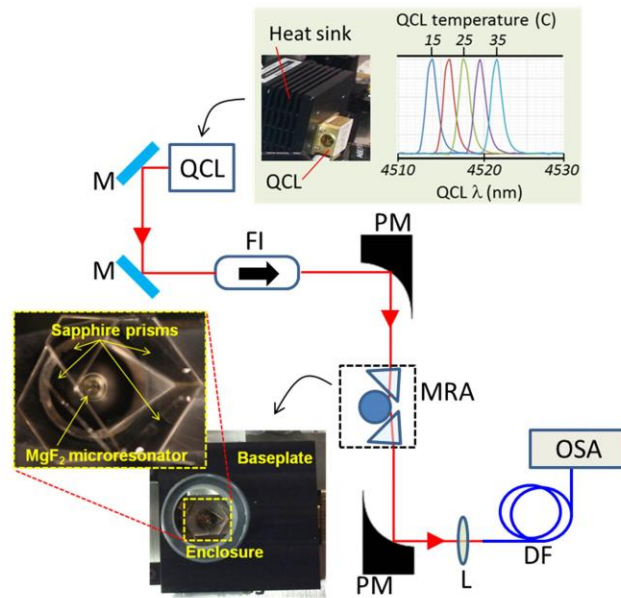 QCL temperature (C)
15 25 35
Heat sink
QCL
4510 4520 4530
QCL λ (nm)
M
QCL
PM
FI
M
Sapphire prisms
MgF₂ microresonator
MRA
OSA
Baseplate
Enclosure
PM
L
DF